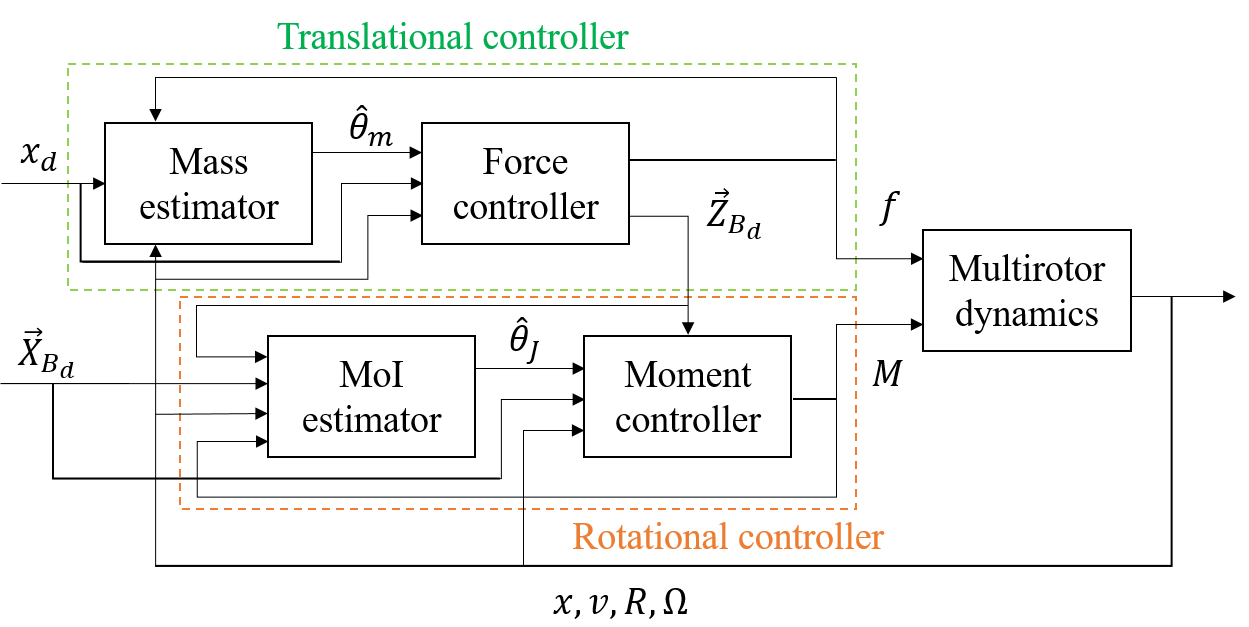 Translational controller
x_d
Mass
estimator
θ̂_m
Force
controller
Z⃗_{B_d}
f
Multirotor
dynamics
X⃗_{B_d}
MoI
estimator
θ̂_J
Moment
controller
M
Rotational controller
x, v, R, Ω